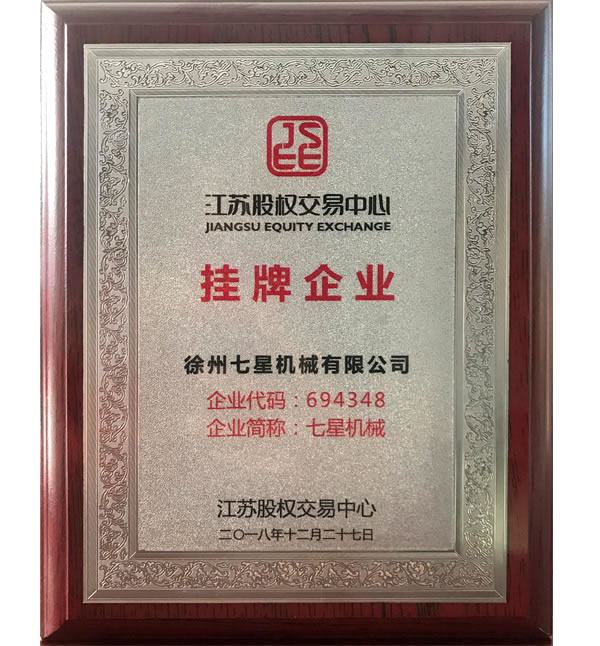 JSEE
江苏股权交易中心
JIANGSU EQUITY EXCHANGE
挂牌企业
徐州七星机械有限公司
企业代码：694348
企业简称：七星机械
江苏股权交易中心
二〇一八年十二月二十七日